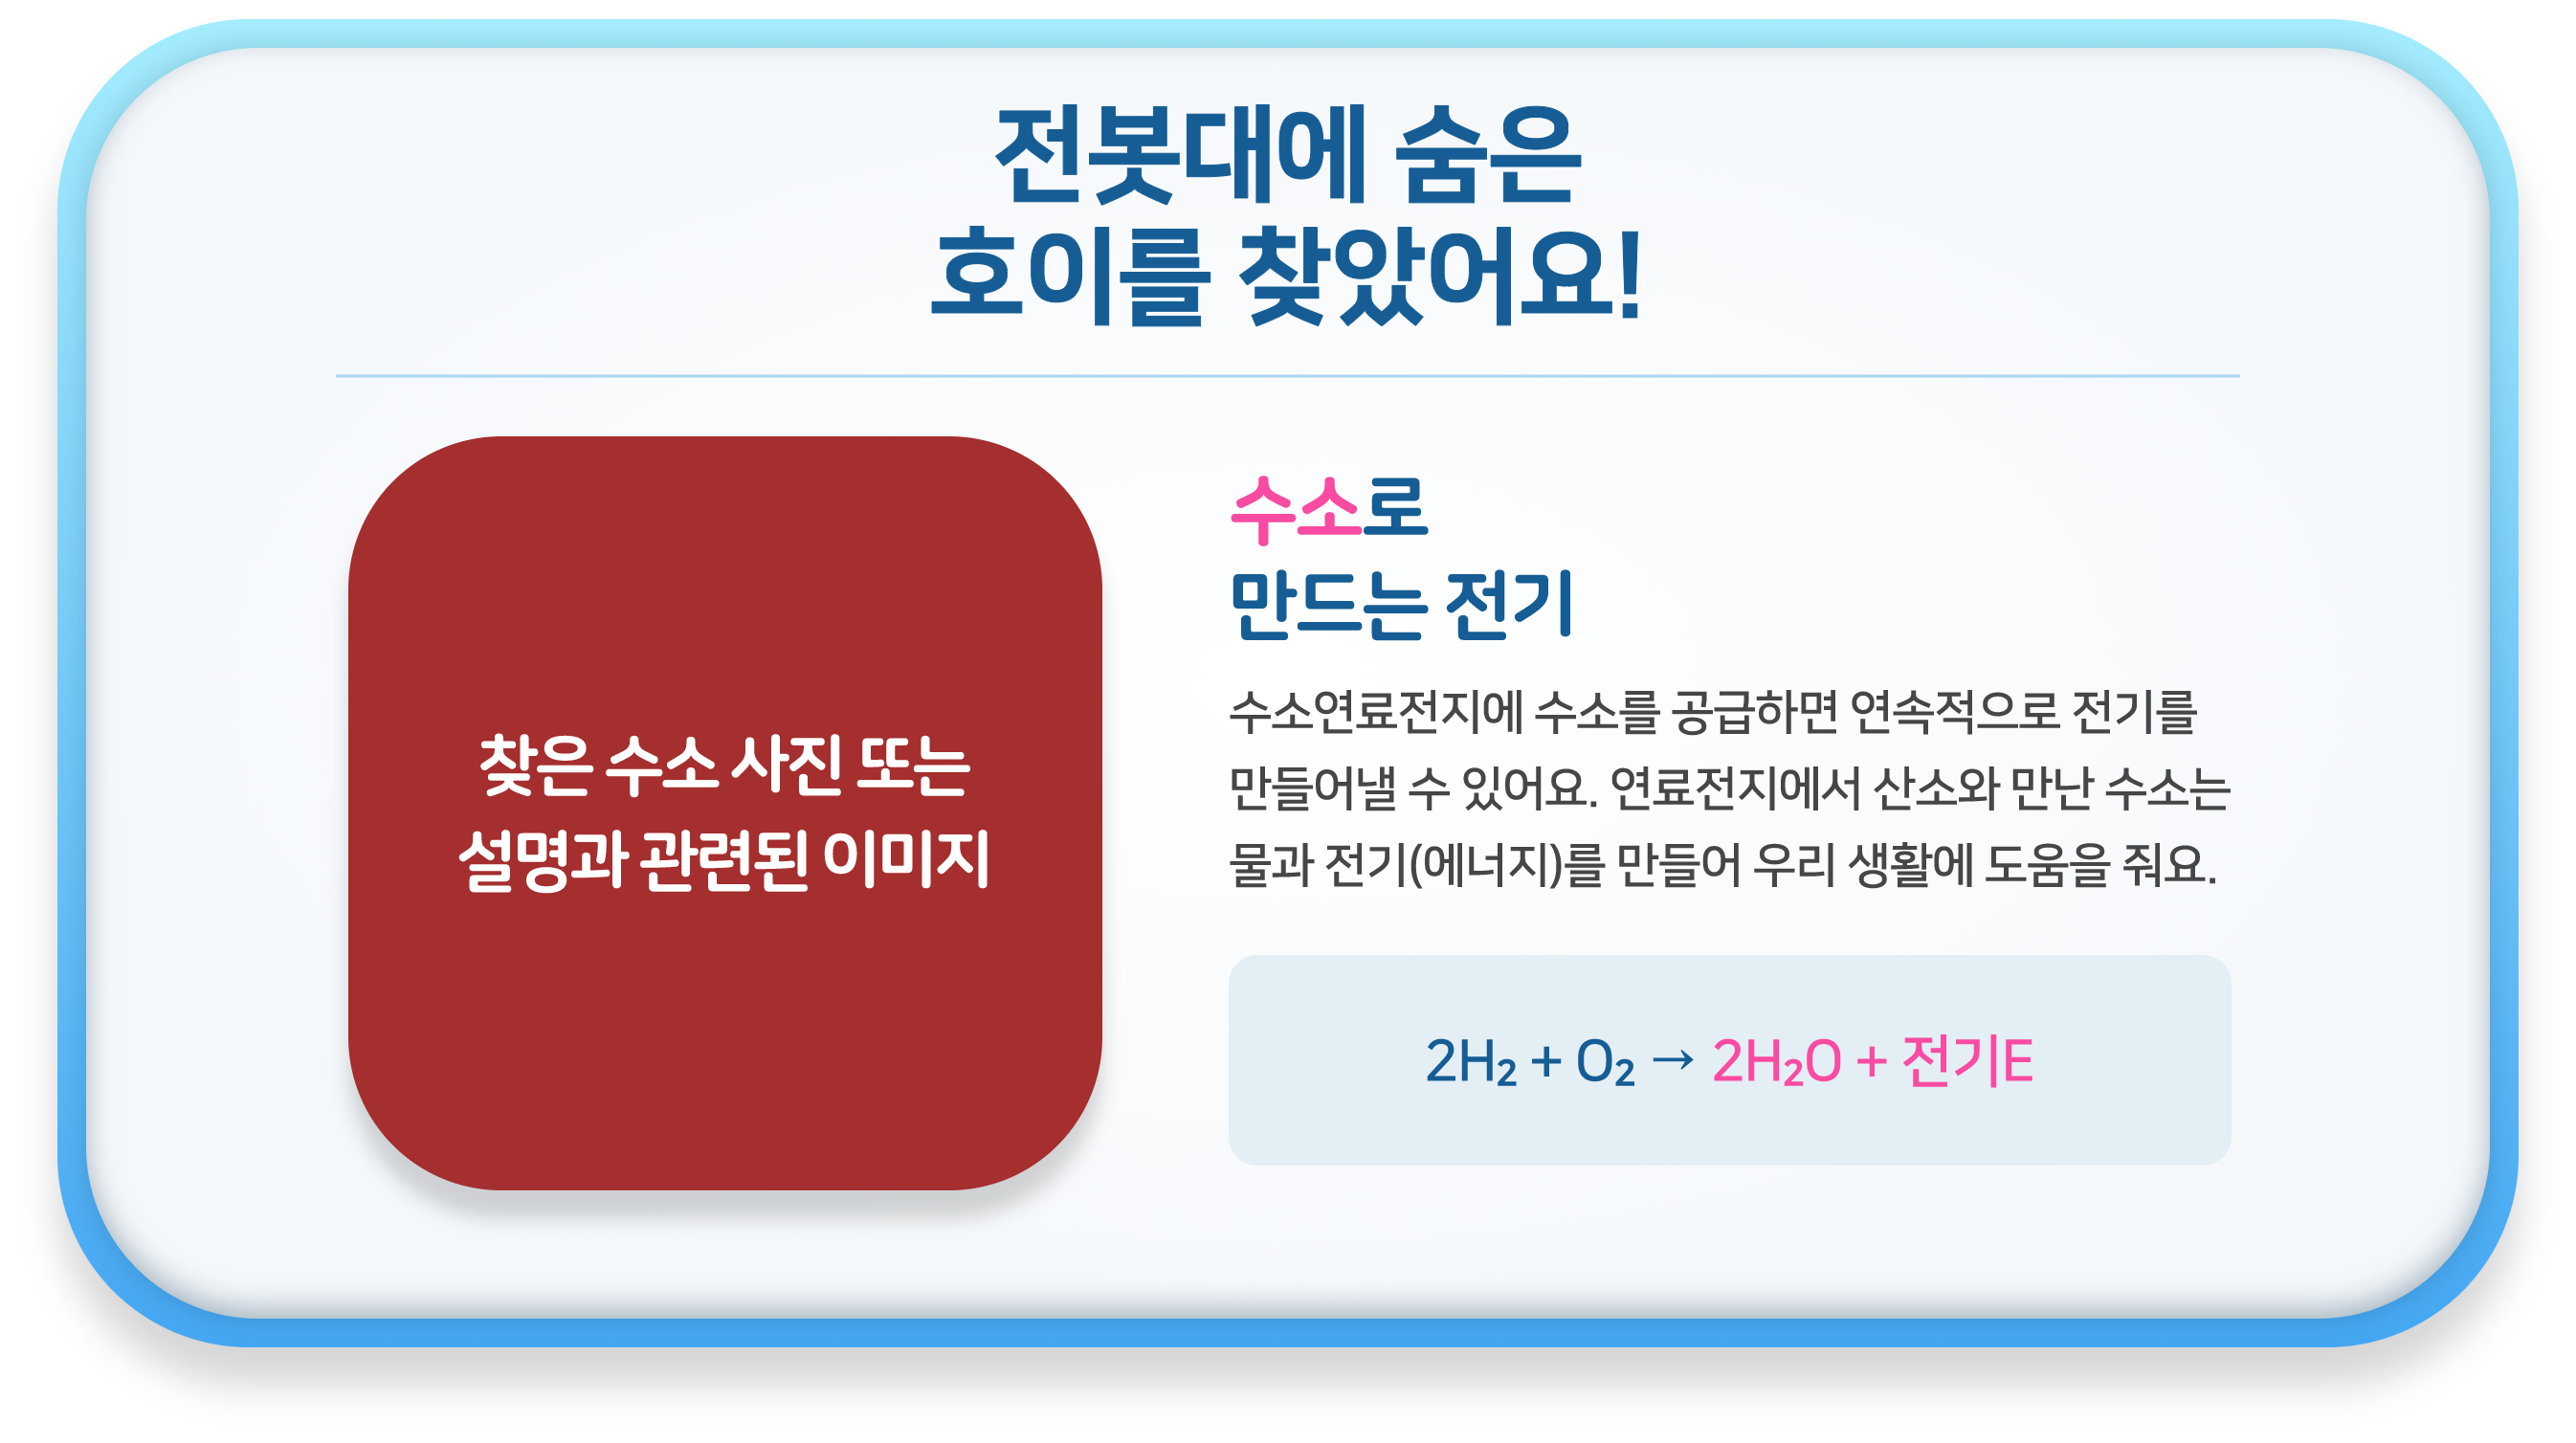 전봇대에 숨은
호이를 찾았어요!
찾은 수소 사진 또는
설명과 관련된 이미지
수소로
만드는 전기
수소연료전지에 수소를 공급하면 연속적으로 전기를
만들어낼 수 있어요. 연료전지에서 산소와 만난 수소는
물과 전기(에너지)를 만들어 우리 생활에 도움을 줘요.
2H₂ + O₂ → 2H₂O + 전기E